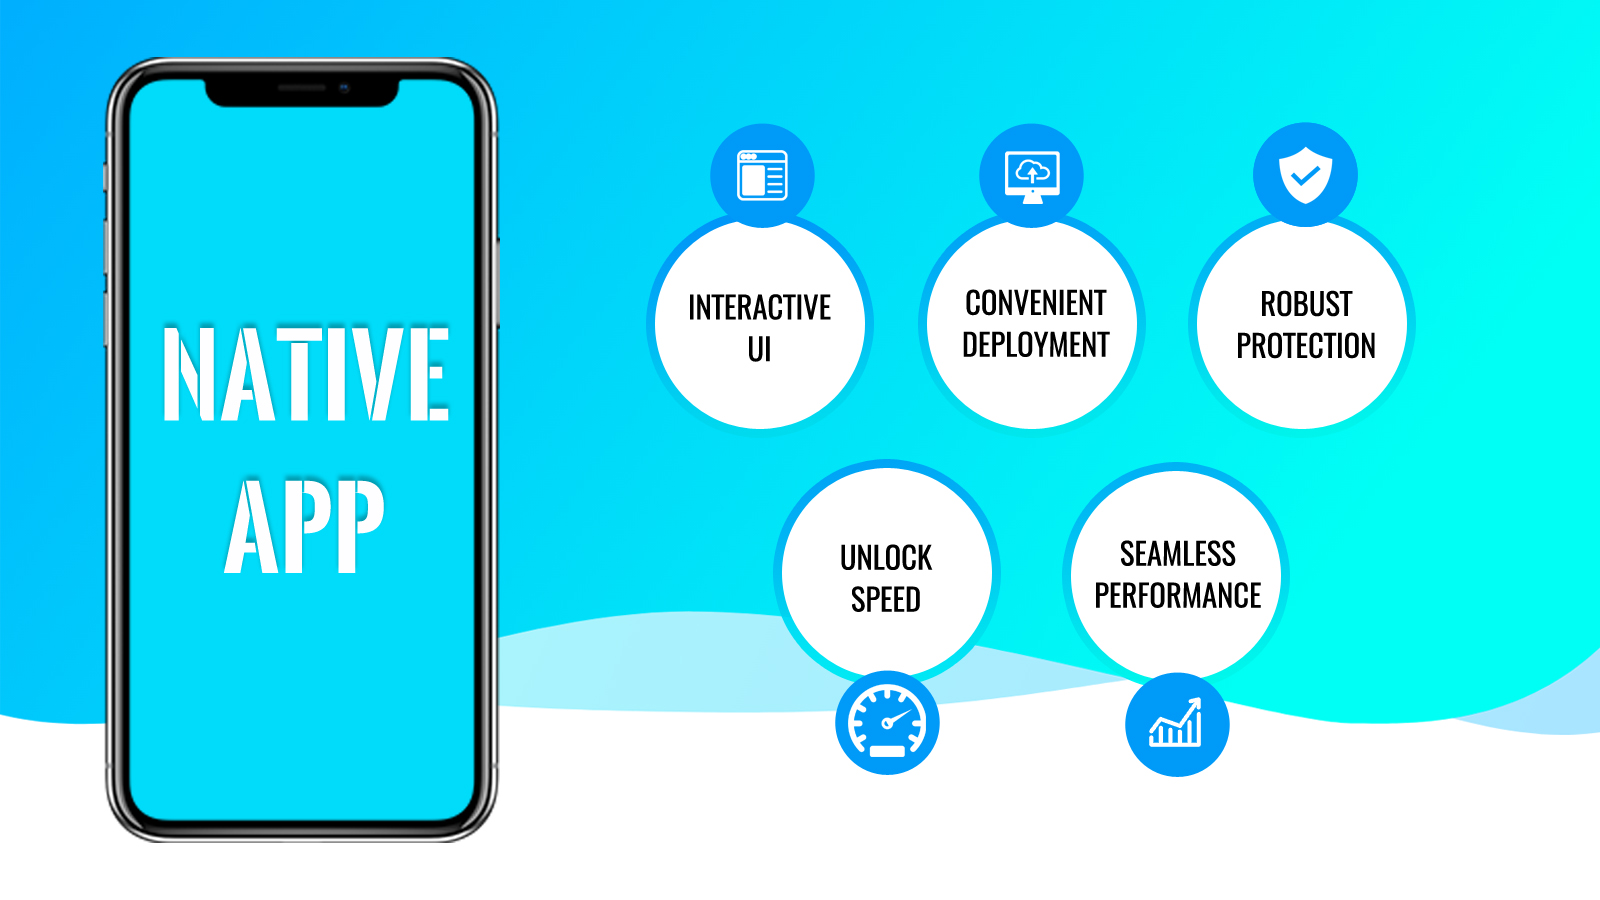 NATIVE
APP
INTERACTIVE
UI
CONVENIENT
DEPLOYMENT
ROBUST
PROTECTION
UNLOCK
SPEED
SEAMLESS
PERFORMANCE